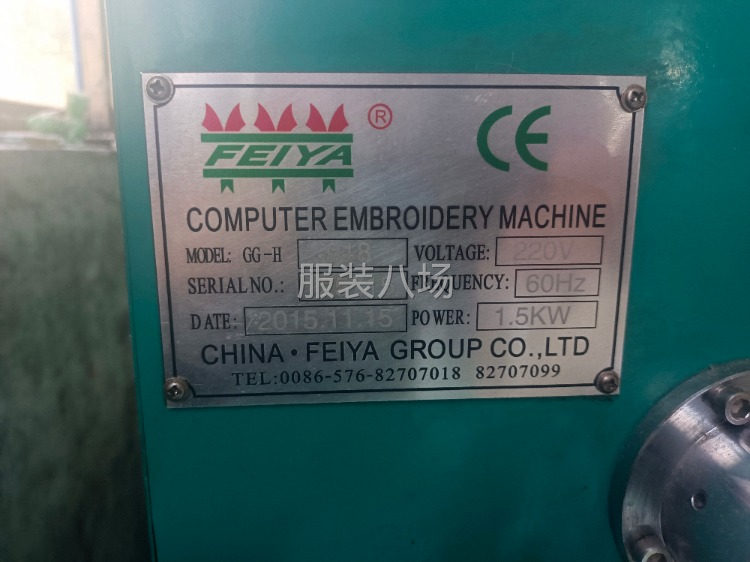 FEIYA ®
CE
COMPUTER EMBROIDERY MACHINE
MODEL: GG-H VOLTAGE: 220V
SERIAL NO.: FREQUENCY: 60Hz
服装八场
DATE: 2015.11.15 POWER: 1.5KW
CHINA·FEIYA GROUP CO.,LTD
TEL:0086-576-82707018 82707099